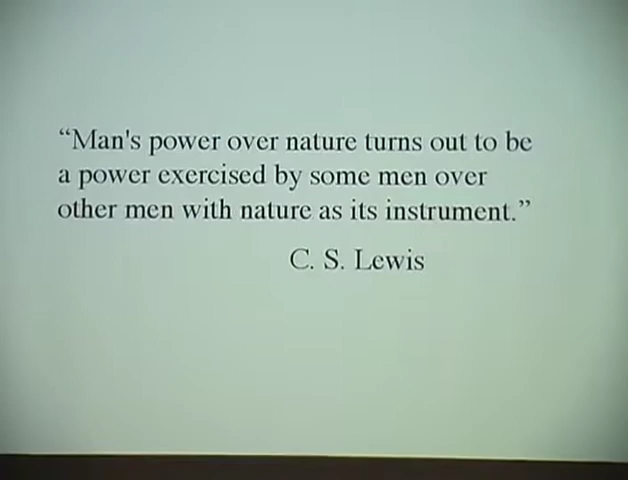 “Man's power over nature turns out to be
a power exercised by some men over
other men with nature as its instrument.”
C. S. Lewis